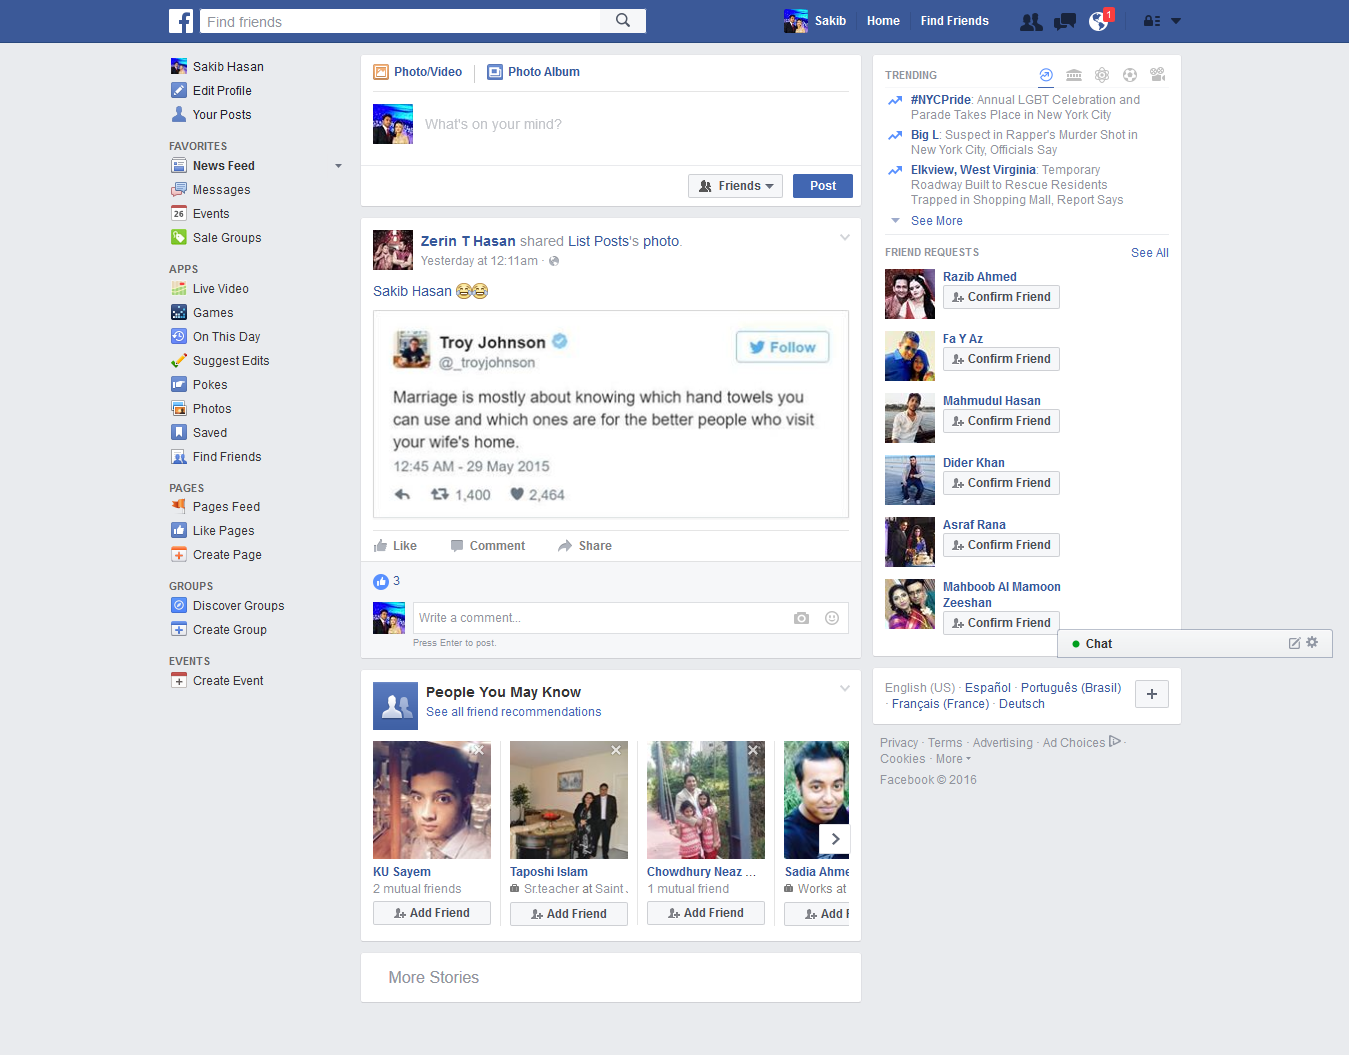 Find friends
Sakib
Home
Find Friends
1
Sakib Hasan
Edit Profile
Your Posts
FAVORITES
News Feed
Messages
26
Events
Sale Groups
APPS
Live Video
Games
On This Day
Suggest Edits
Pokes
Photos
Saved
Find Friends
PAGES
Pages Feed
Like Pages
Create Page
GROUPS
Discover Groups
Create Group
EVENTS
Create Event
Photo/Video
Photo Album
What's on your mind?
Friends
Post
Zerin T Hasan shared List Posts's photo.
Yesterday at 12:11am ·
Sakib Hasan 😂😂
Troy Johnson
@_troyjohnson
Follow
Marriage is mostly about knowing which hand towels you
can use and which ones are for the better people who visit
your wife's home.
12:45 AM - 29 May 2015
1,400
2,464
Like
Comment
Share
3
Write a comment...
Press Enter to post.
People You May Know
See all friend recommendations
KU Sayem
2 mutual friends
Add Friend
Taposhi Islam
Sr.teacher at Saint
Add Friend
Chowdhury Neaz ...
1 mutual friend
Add Friend
Sadia Ahme
Works at
Add F
More Stories
TRENDING
#NYCPride: Annual LGBT Celebration and
Parade Takes Place in New York City
Big L: Suspect in Rapper's Murder Shot in
New York City, Officials Say
Elkview, West Virginia: Temporary
Roadway Built to Rescue Residents
Trapped in Shopping Mall, Report Says
See More
FRIEND REQUESTS
See All
Razib Ahmed
Confirm Friend
Fa Y Az
Confirm Friend
Mahmudul Hasan
Confirm Friend
Dider Khan
Confirm Friend
Asraf Rana
Confirm Friend
Mahboob Al Mamoon
Zeeshan
Confirm Friend
Chat
English (US) · Español · Português (Brasil)
· Français (France) · Deutsch
Privacy · Terms · Advertising · Ad Choices ·
Cookies · More
Facebook © 2016